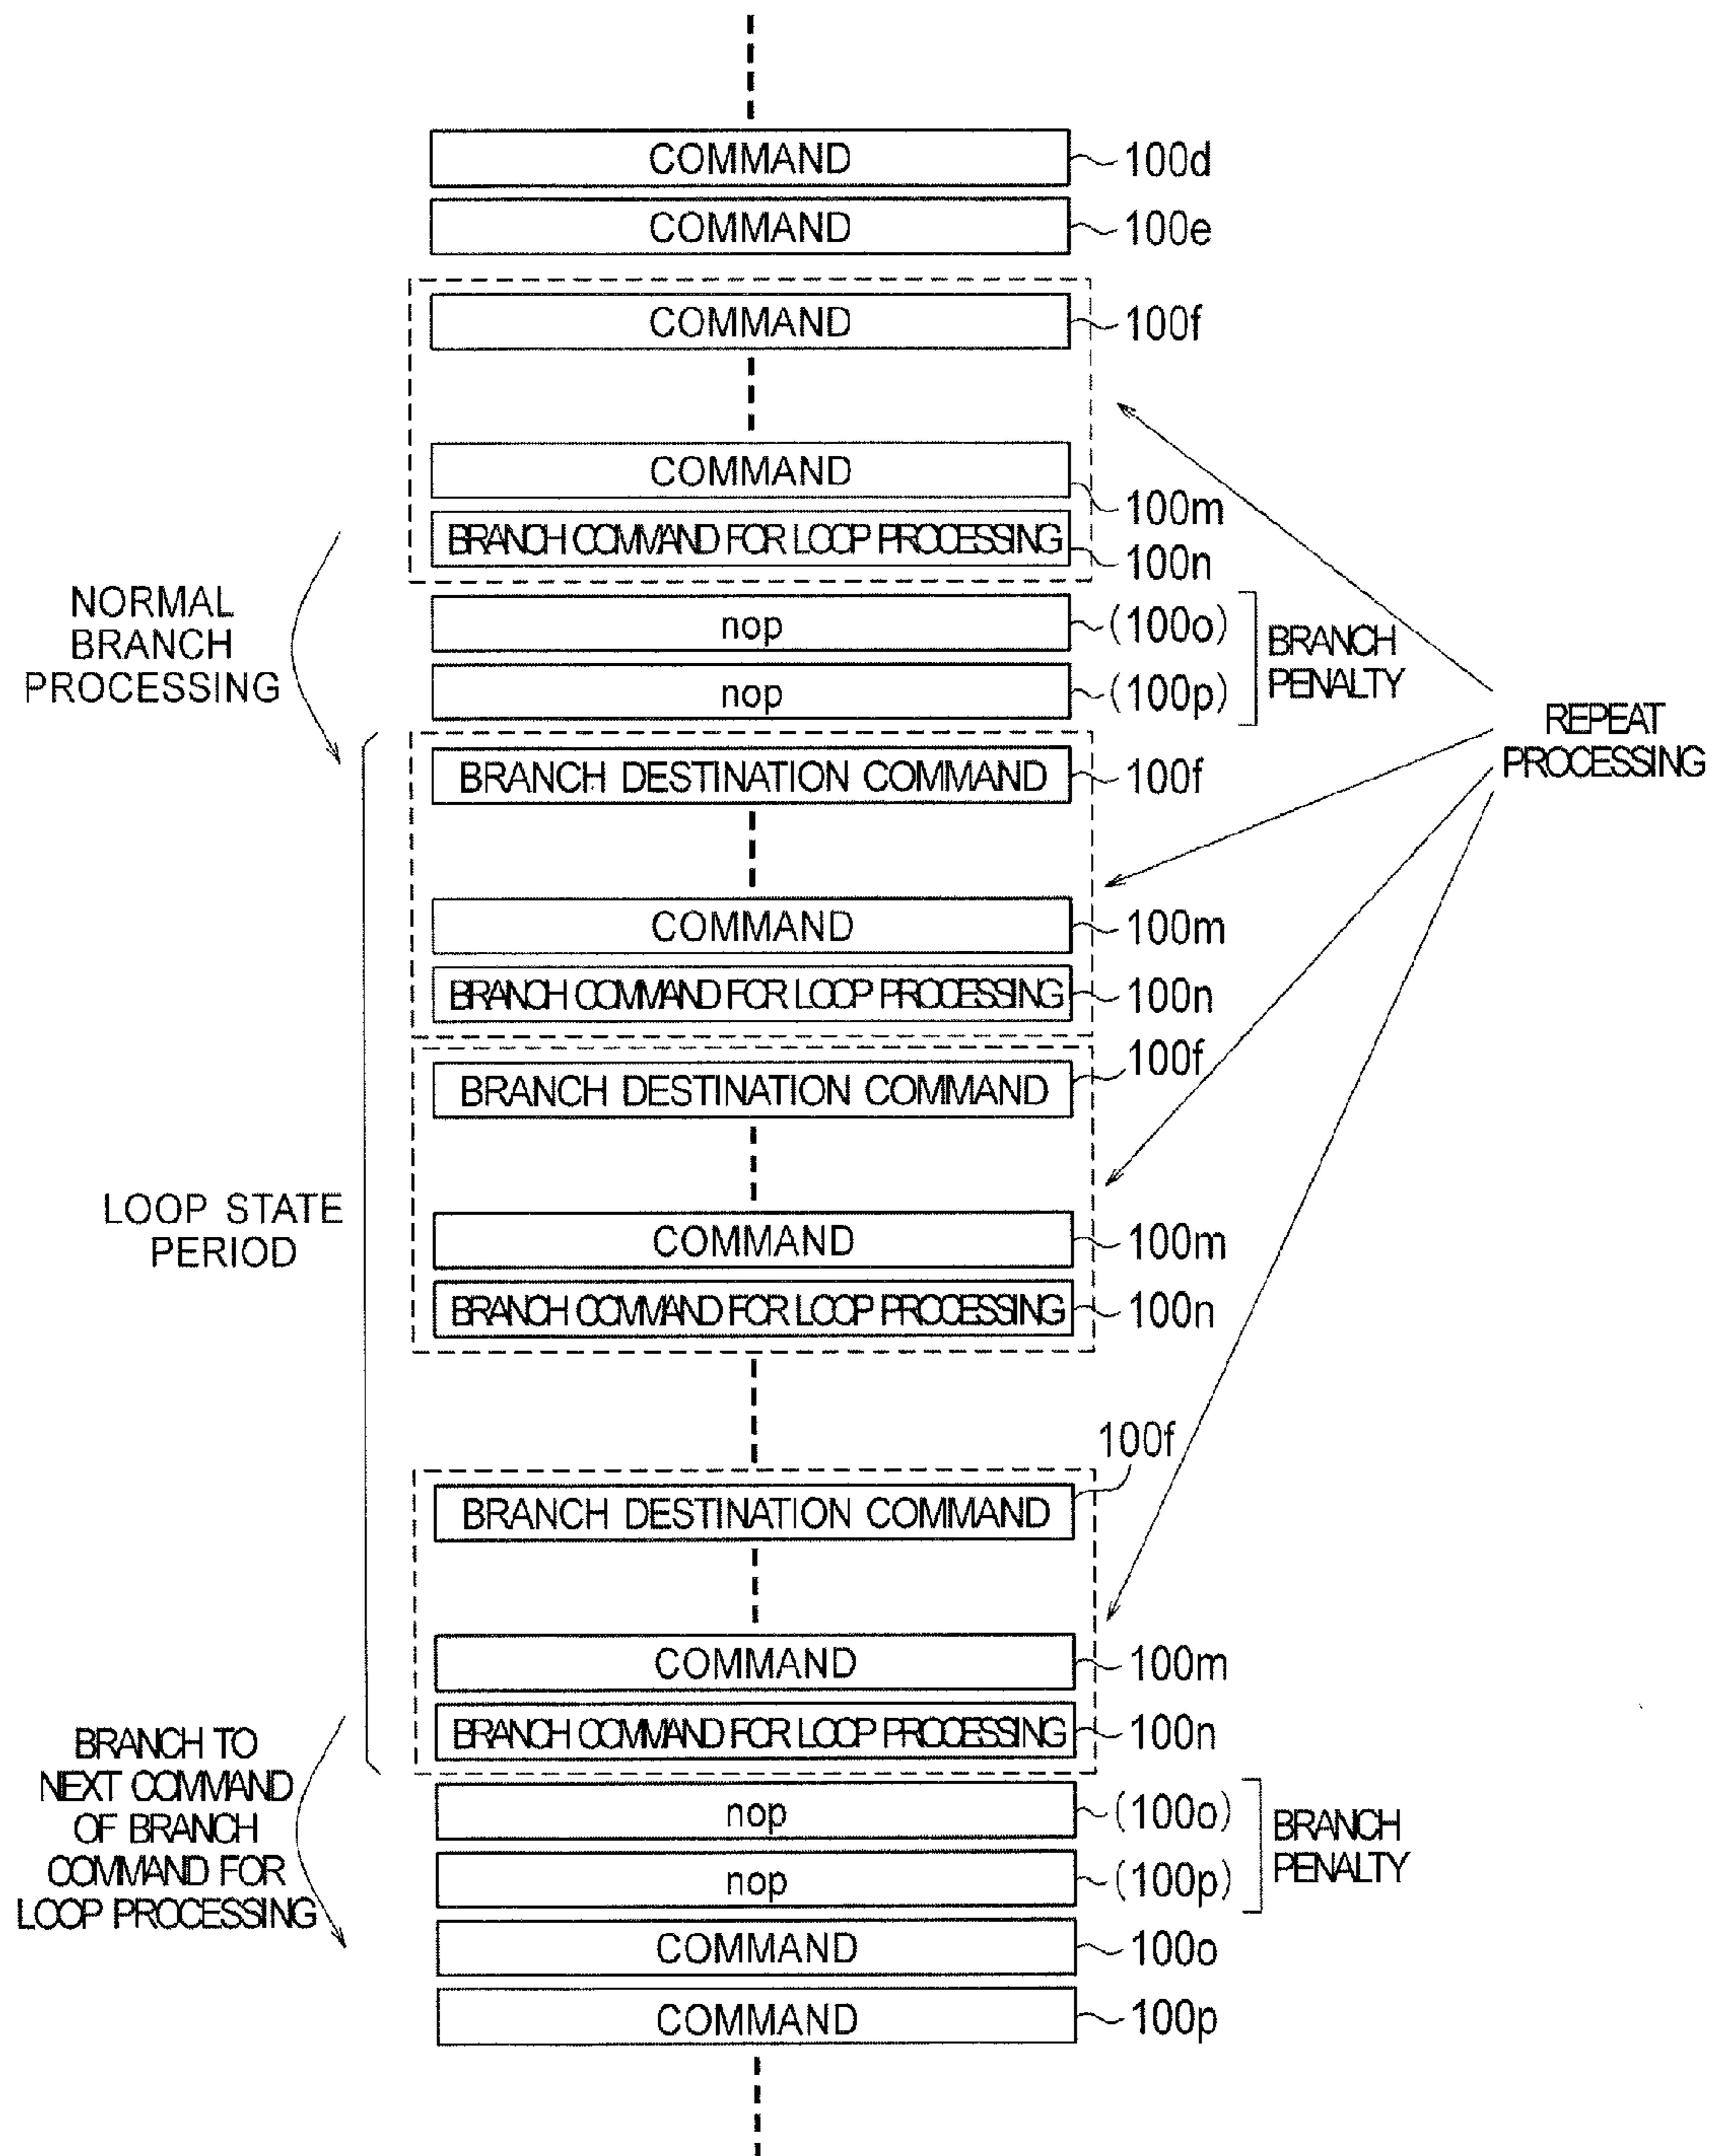 COMMAND 100d
COMMAND 100e
COMMAND 100f
COMMAND
100m
BRANCH COMMAND FOR LOOP PROCESSING
100n
NORMAL
BRANCH
PROCESSING
nop (100o)
nop (100p)
BRANCH
PENALTY
REPEAT
PROCESSING
BRANCH DESTINATION COMMAND 100f
COMMAND 100m
BRANCH COMMAND FOR LOOP PROCESSING 100n
100f
BRANCH DESTINATION COMMAND
LOOP STATE
PERIOD
COMMAND 100m
BRANCH COMMAND FOR LOOP PROCESSING 100n
100f
BRANCH DESTINATION COMMAND
COMMAND 100m
BRANCH COMMAND FOR LOOP PROCESSING 100n
BRANCH TO
NEXT COMMAND
OF BRANCH
COMMAND FOR
LOOP PROCESSING
nop (100o)
nop (100p)
BRANCH
PENALTY
COMMAND 100o
COMMAND 100p